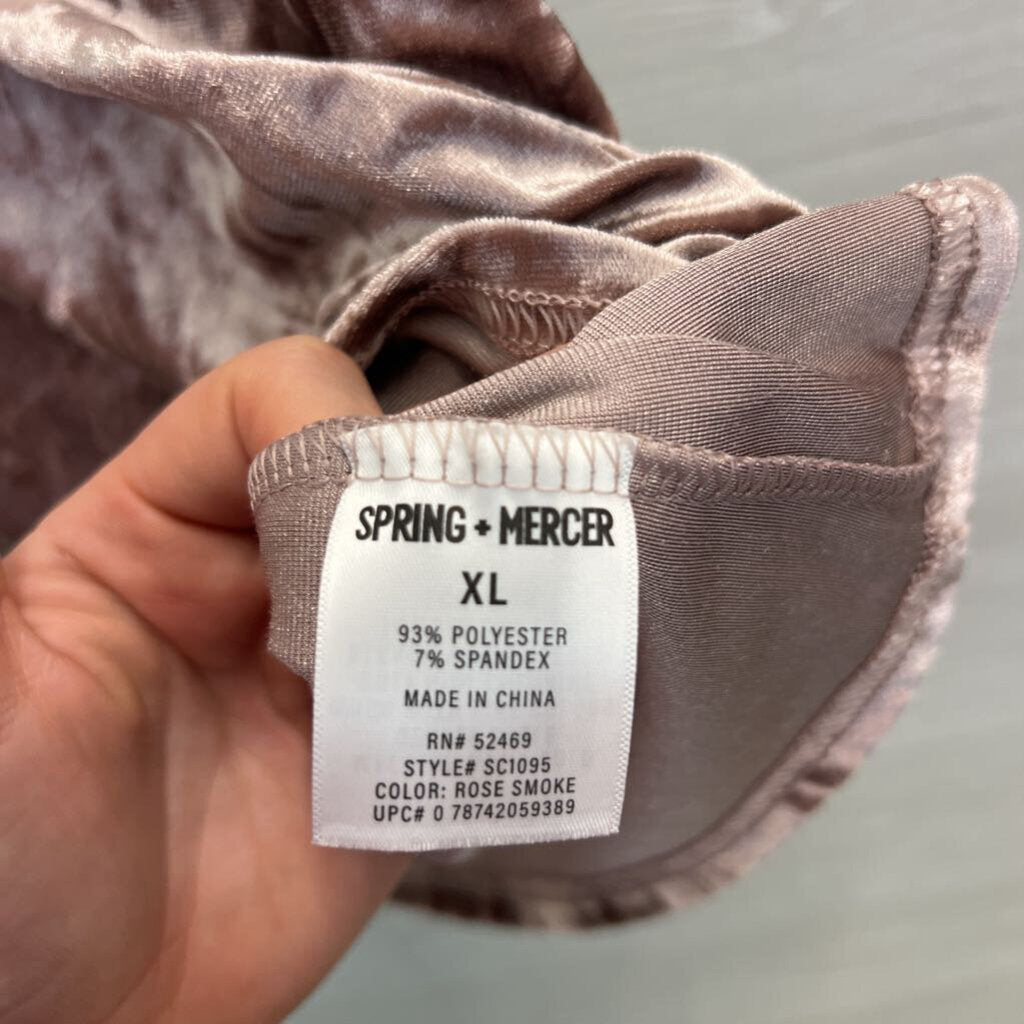 SPRING + MERCER
XL
93% POLYESTER
7% SPANDEX
MADE IN CHINA
RN# 52469
STYLE# SC1095
COLOR: ROSE SMOKE
UPC# 0 78742059389